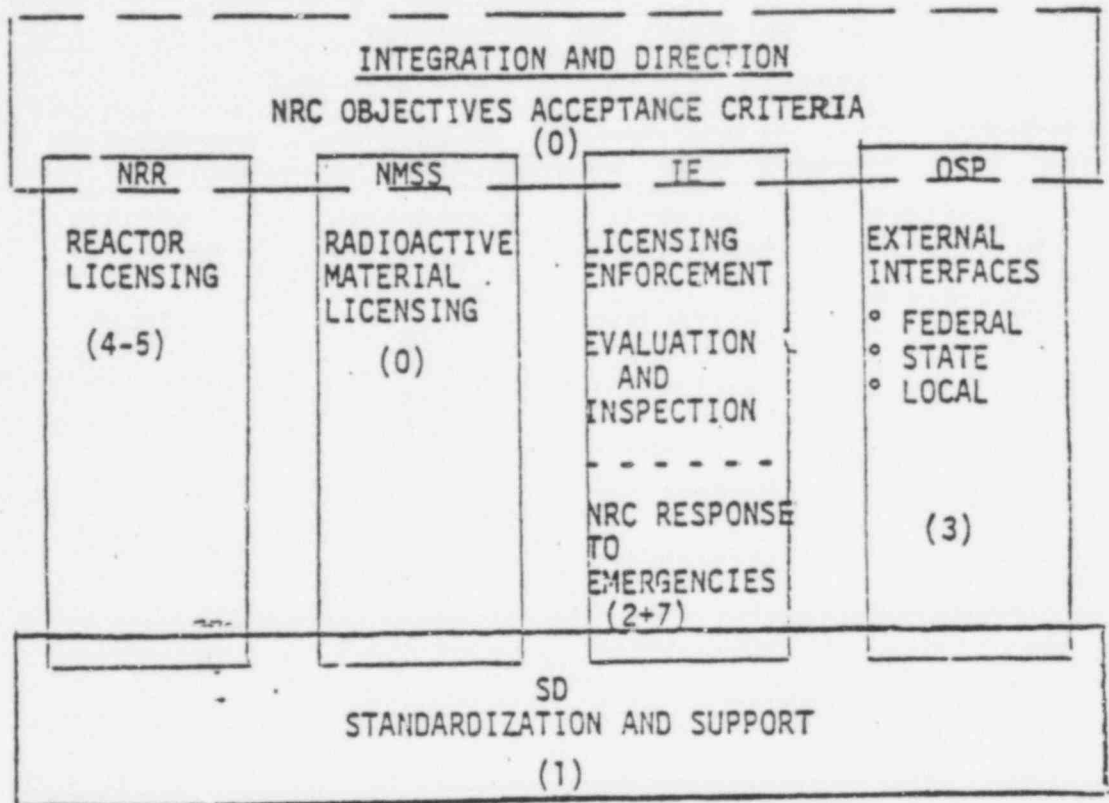 INTEGRATION AND DIRECTION
NRC OBJECTIVES ACCEPTANCE CRITERIA
(0)
NRR
REACTOR
LICENSING
(4-5)
NMSS
RADIOACTIVE
MATERIAL
LICENSING
(0)
IE
LICENSING
ENFORCEMENT
EVALUATION
AND
INSPECTION
NRC RESPONSE
TO
EMERGENCIES
(2+7)
OSP
EXTERNAL
INTERFACES
° FEDERAL
° STATE
° LOCAL
(3)
SD
STANDARDIZATION AND SUPPORT
(1)